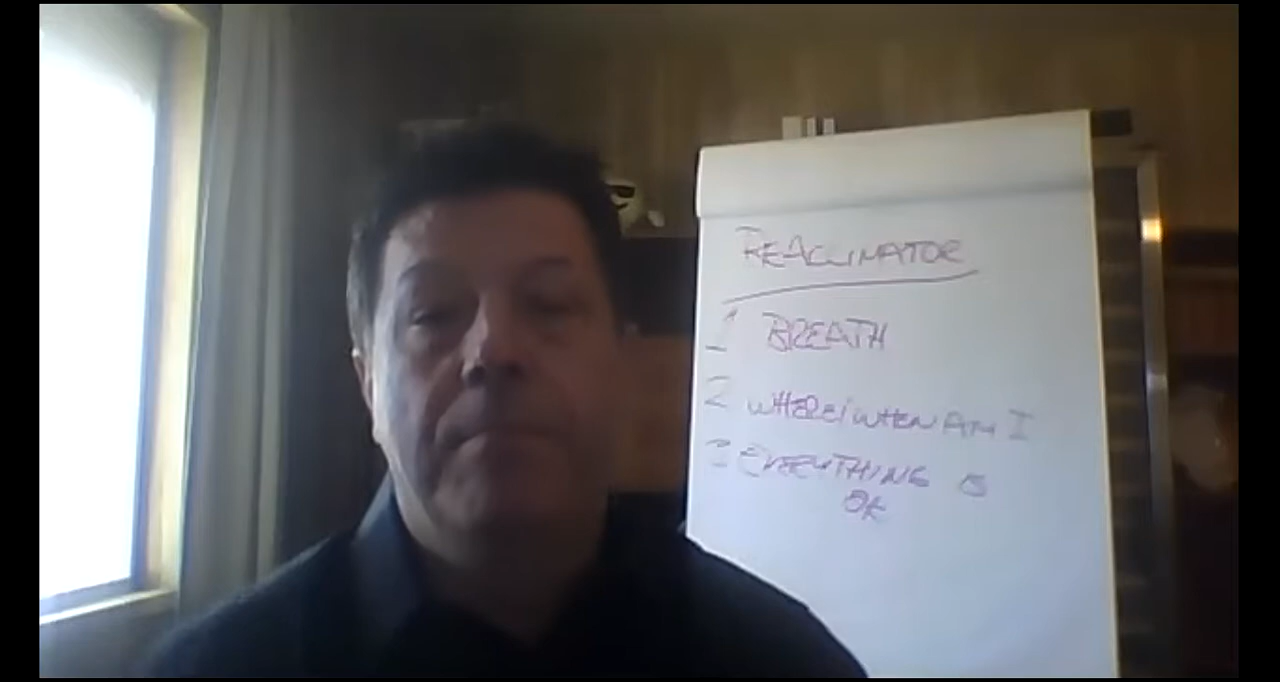 REACLIMATOR
1 BREATH
2 WHERE/WHEN AM I
3 EVERYTHING IS
OK